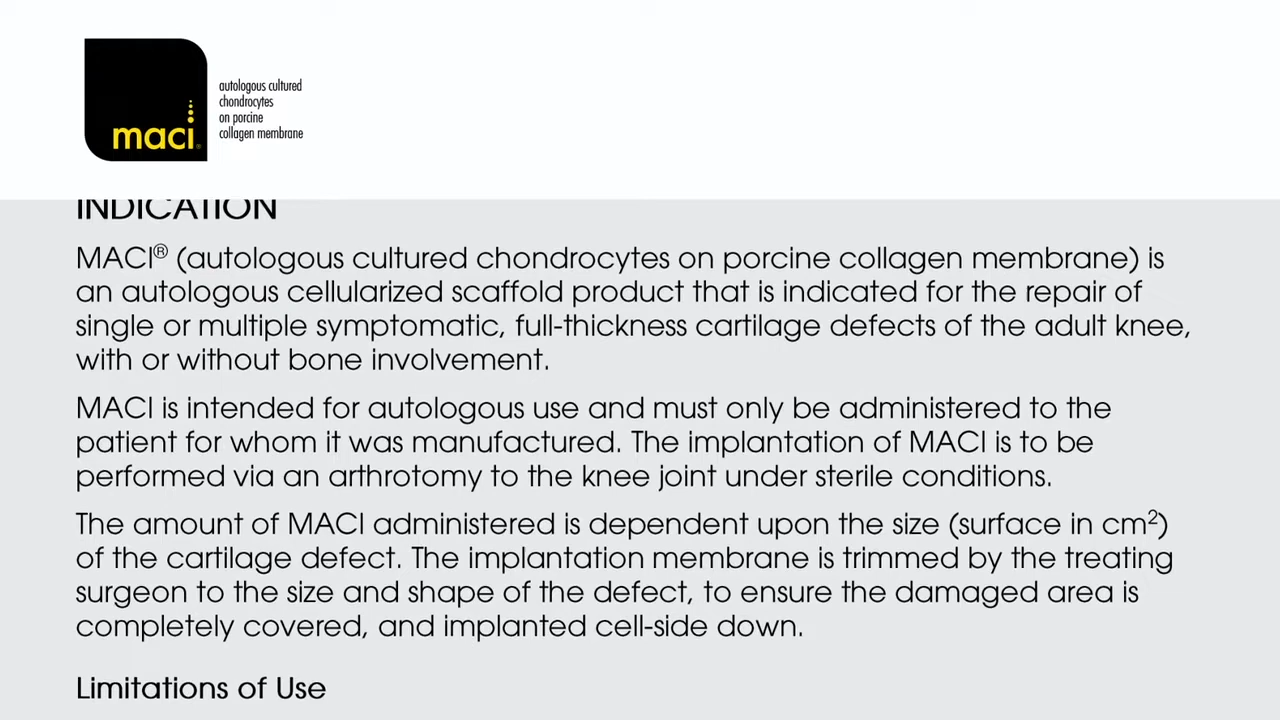 maci®
autologous cultured
chondrocytes
on porcine
collagen membrane
INDICATION
MACI® (autologous cultured chondrocytes on porcine collagen membrane) is
an autologous cellularized scaffold product that is indicated for the repair of
single or multiple symptomatic, full-thickness cartilage defects of the adult knee,
with or without bone involvement.
MACI is intended for autologous use and must only be administered to the
patient for whom it was manufactured. The implantation of MACI is to be
performed via an arthrotomy to the knee joint under sterile conditions.
The amount of MACI administered is dependent upon the size (surface in cm²)
of the cartilage defect. The implantation membrane is trimmed by the treating
surgeon to the size and shape of the defect, to ensure the damaged area is
completely covered, and implanted cell-side down.
Limitations of Use